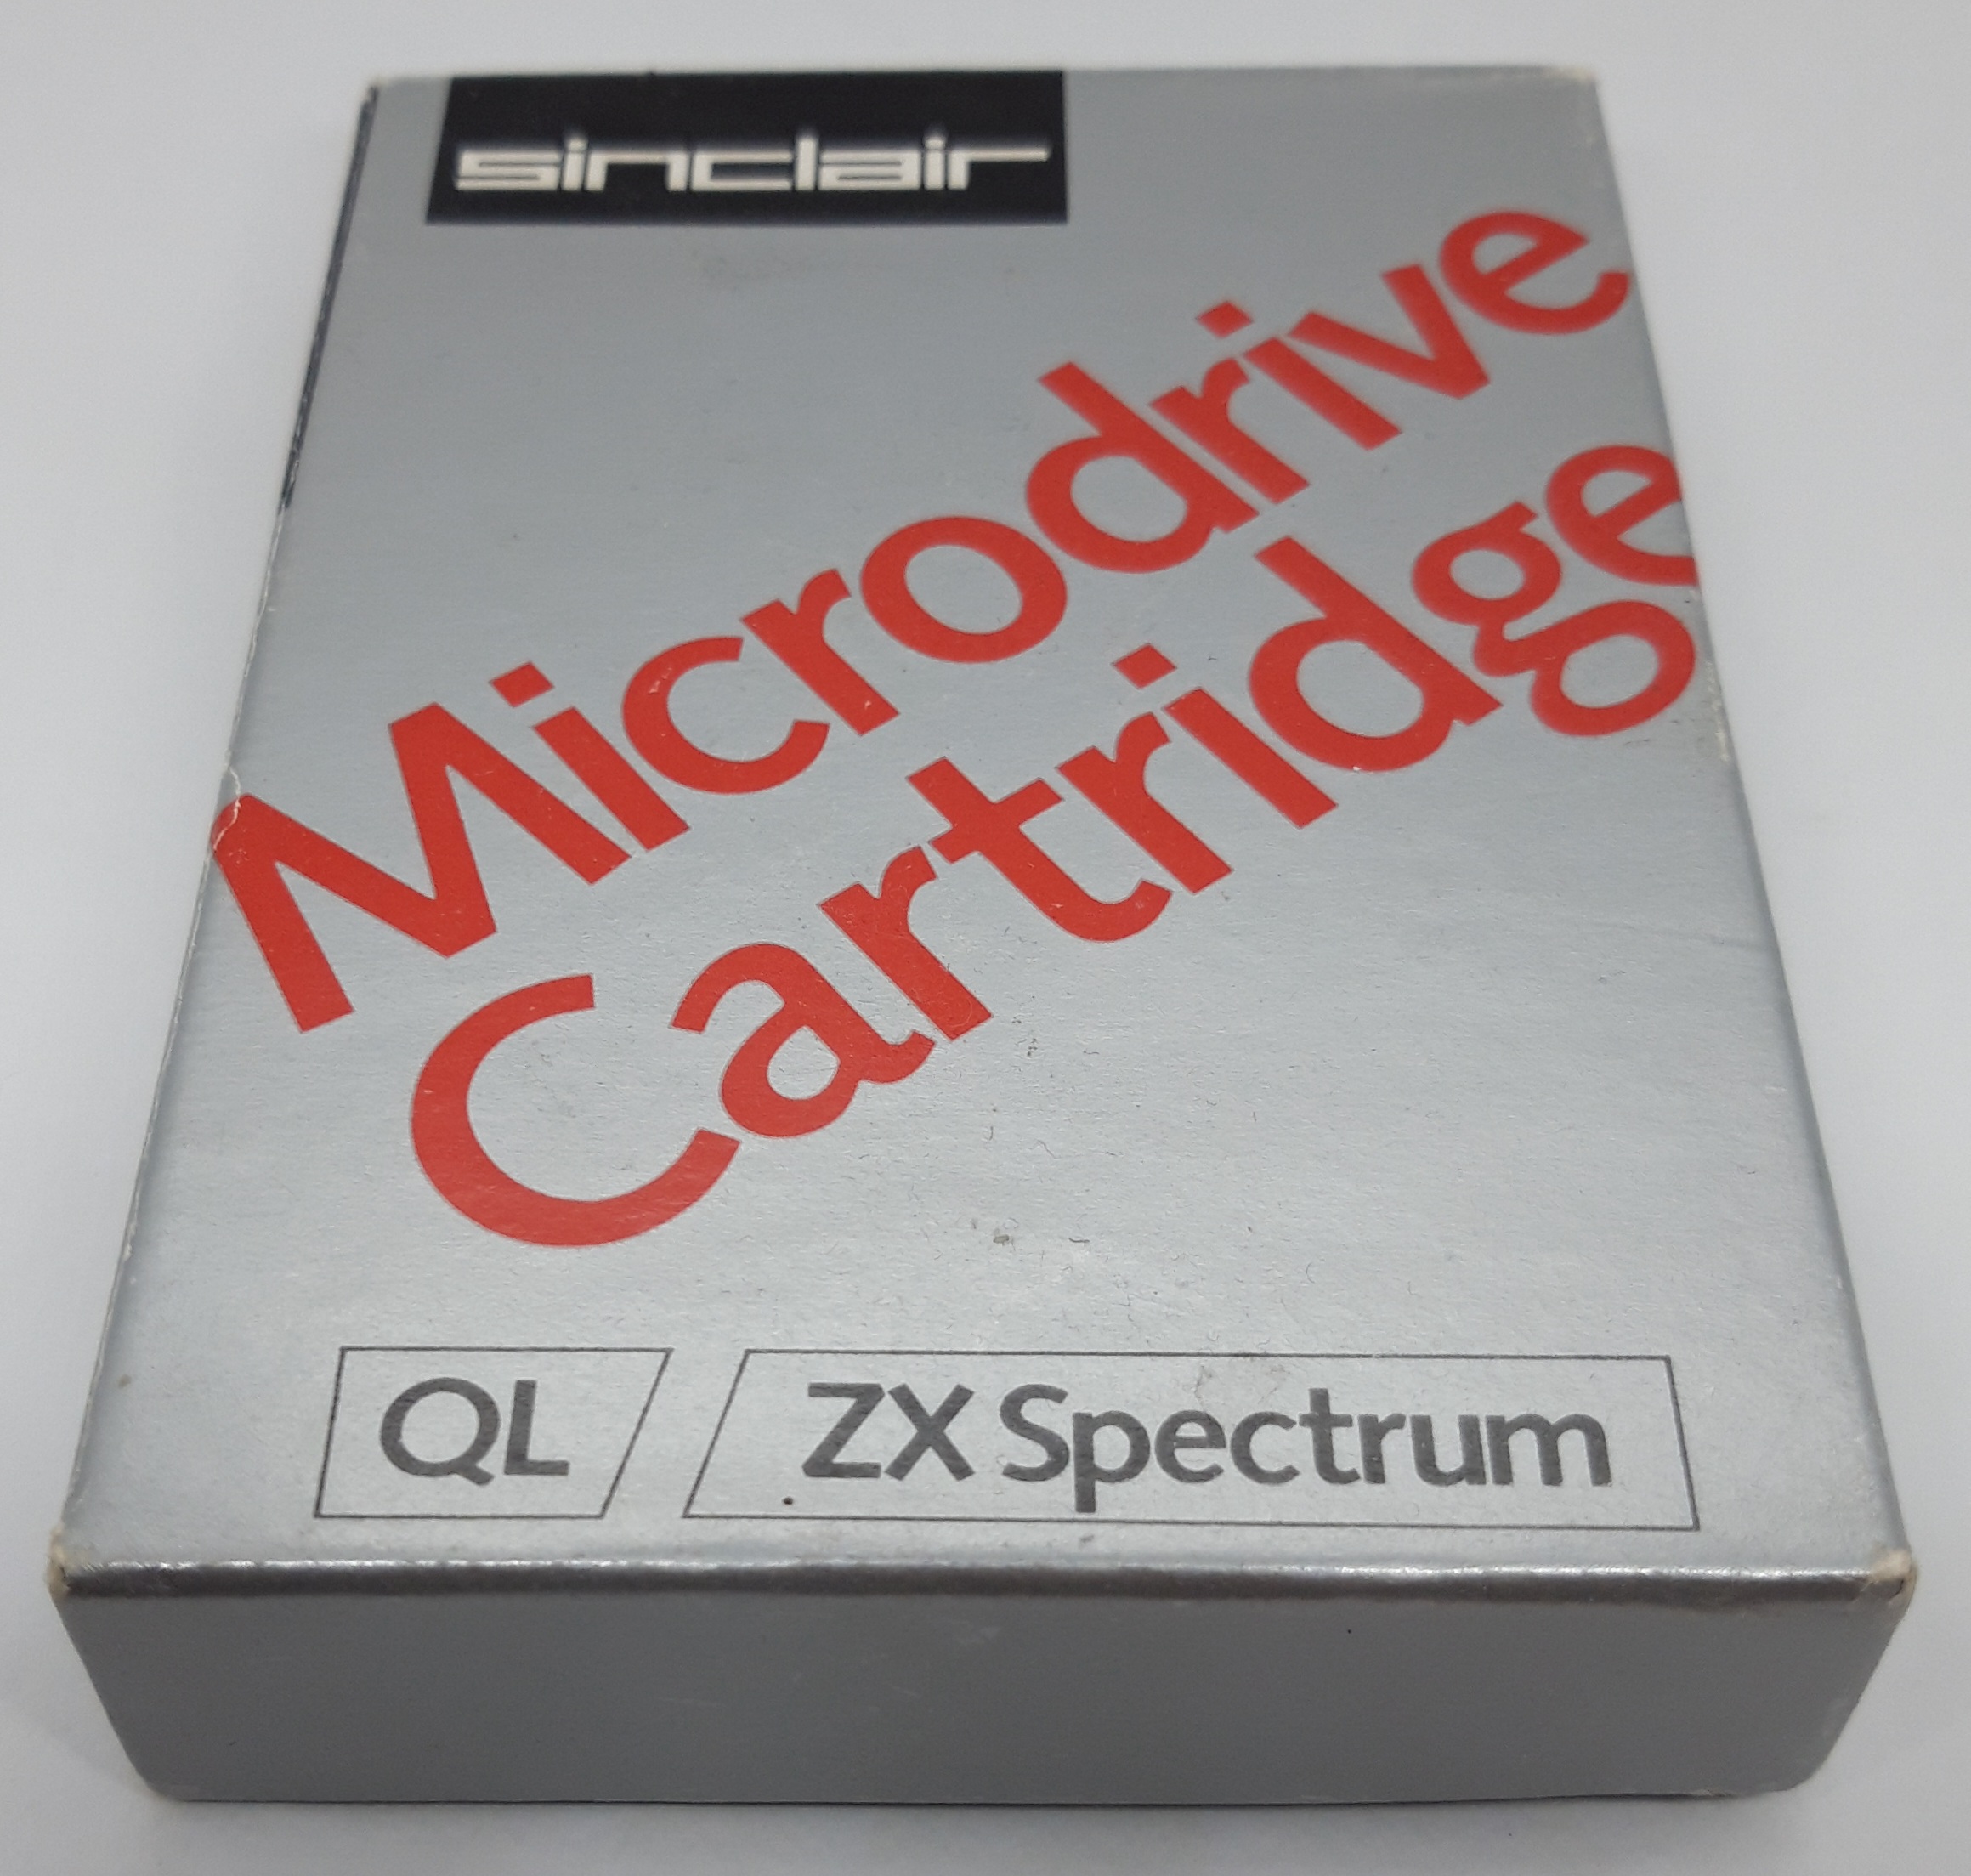 sinclair
Microdrive
Cartridge
QL ZX Spectrum